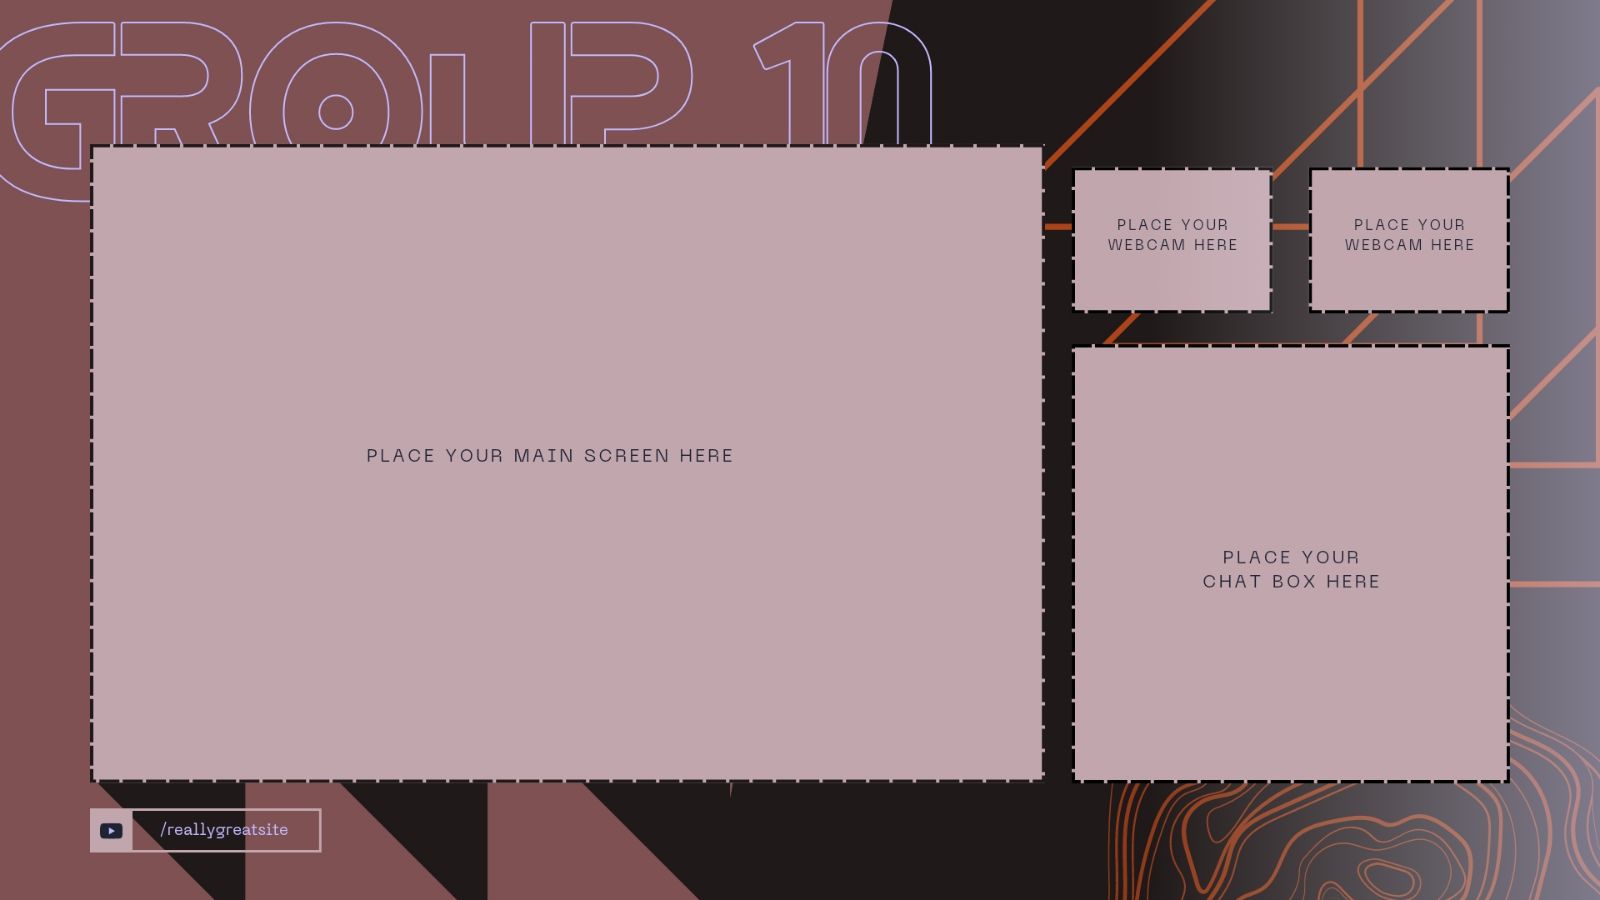 GROUP 10
PLACE YOUR
WEBCAM HERE
PLACE YOUR
WEBCAM HERE
PLACE YOUR MAIN SCREEN HERE
PLACE YOUR
CHAT BOX HERE
/reallygreatsite